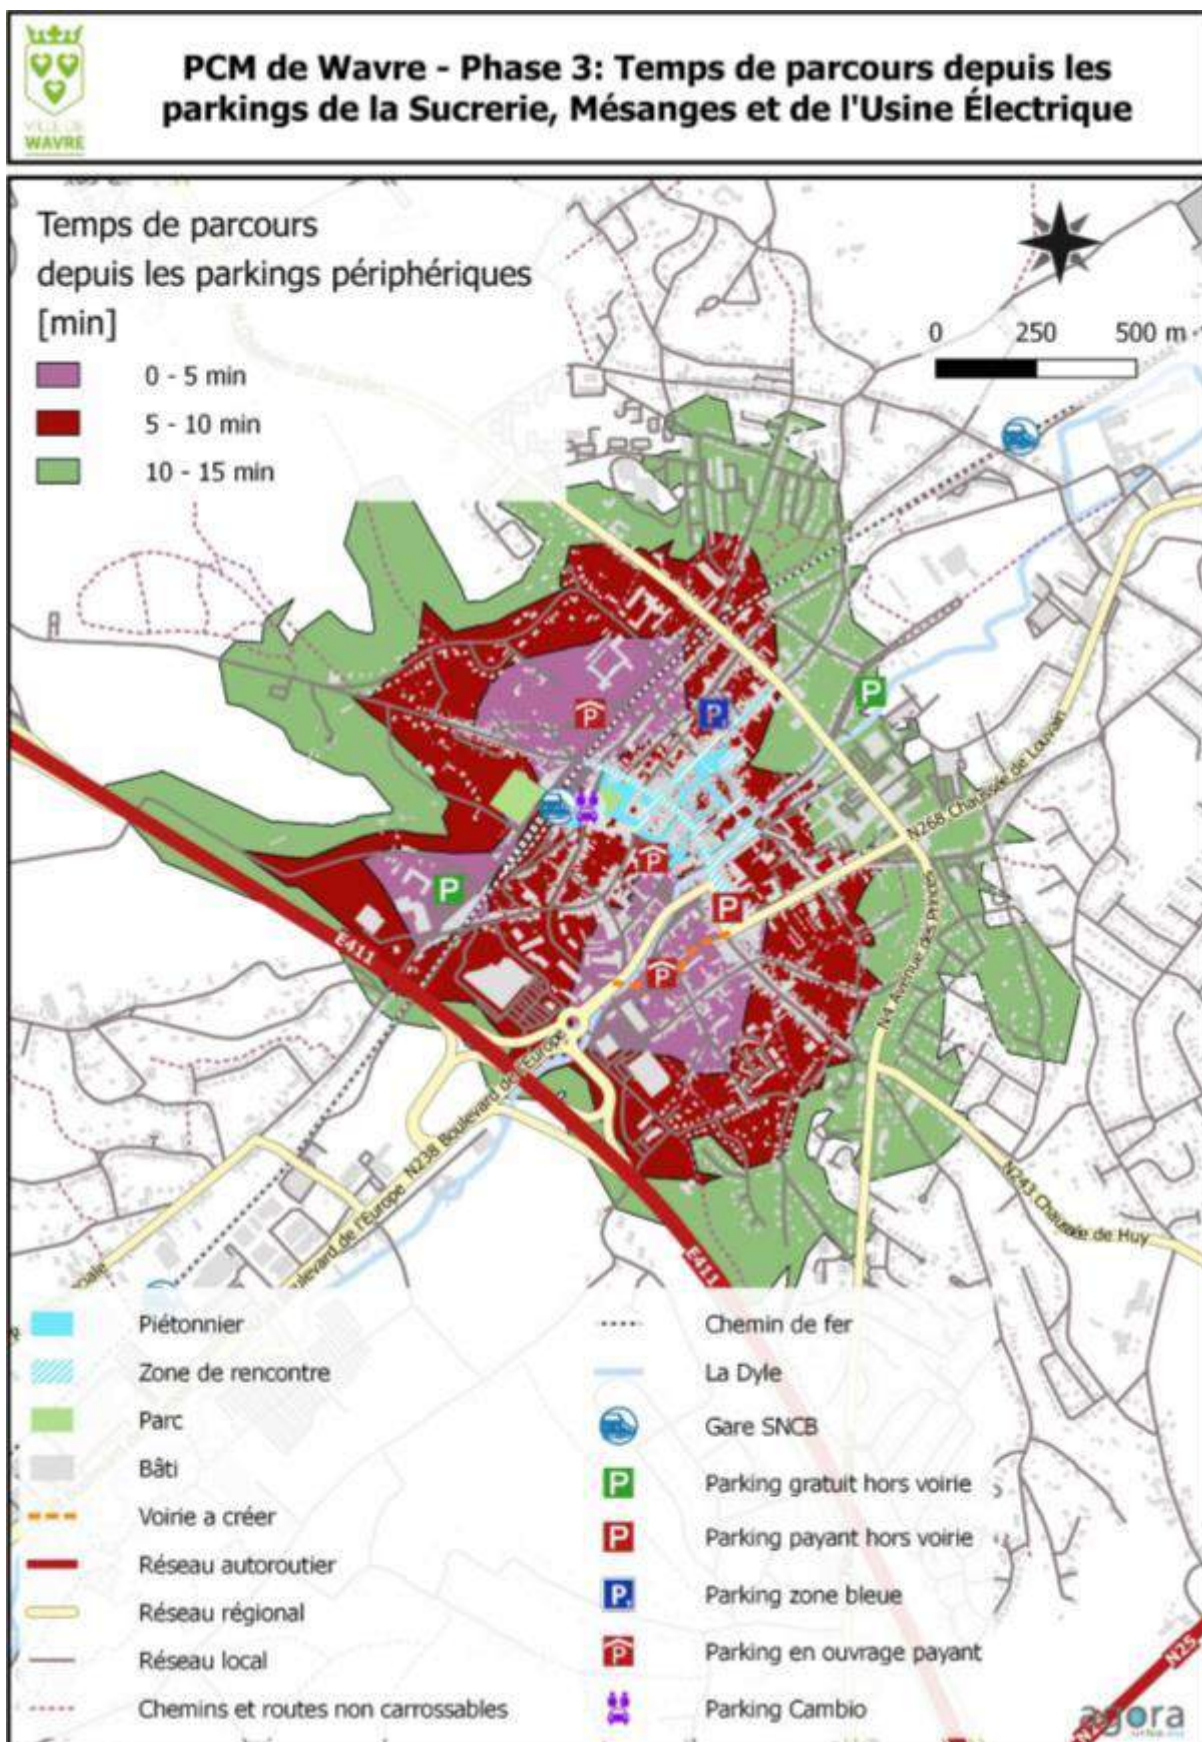 VILLE DE
WAVRE
PCM de Wavre - Phase 3: Temps de parcours depuis les
parkings de la Sucrerie, Mésanges et de l'Usine Électrique
Temps de parcours
depuis les parkings périphériques
[min]
0 - 5 min
5 - 10 min
10 - 15 min
0 250 500 m
P
P
P
P
P
P
P
N268 Chaussée de Louvain
E411
N4 Avenue des Princes
N238 Boulevard de l'Europe
Boulevard de l'Europe
N243 Chaussée de Huy
E411
Piétonnier
Zone de rencontre
Parc
Bâti
Voirie a créer
Réseau autoroutier
Réseau régional
Réseau local
Chemins et routes non carrossables
Chemin de fer
La Dyle
Gare SNCB
P Parking gratuit hors voirie
P Parking payant hors voirie
P Parking zone bleue
P Parking en ouvrage payant
Parking Cambio
N25
agora